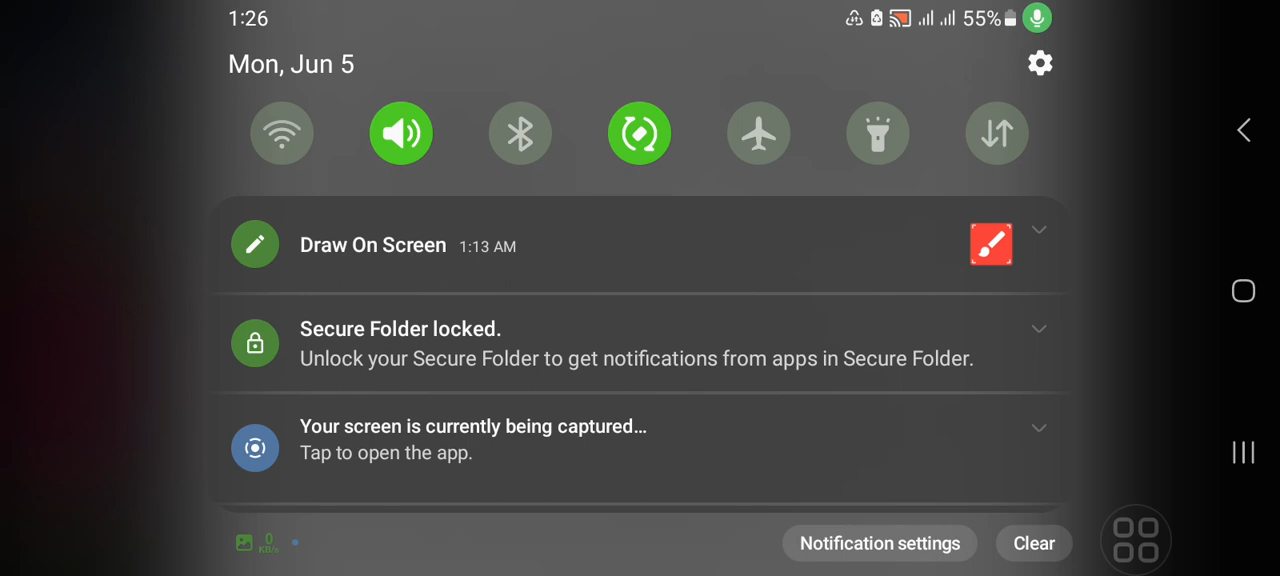 1:26
55%
Mon, Jun 5
Draw On Screen 1:13 AM
Secure Folder locked.
Unlock your Secure Folder to get notifications from apps in Secure Folder.
Your screen is currently being captured...
Tap to open the app.
0
KB/s
Notification settings
Clear